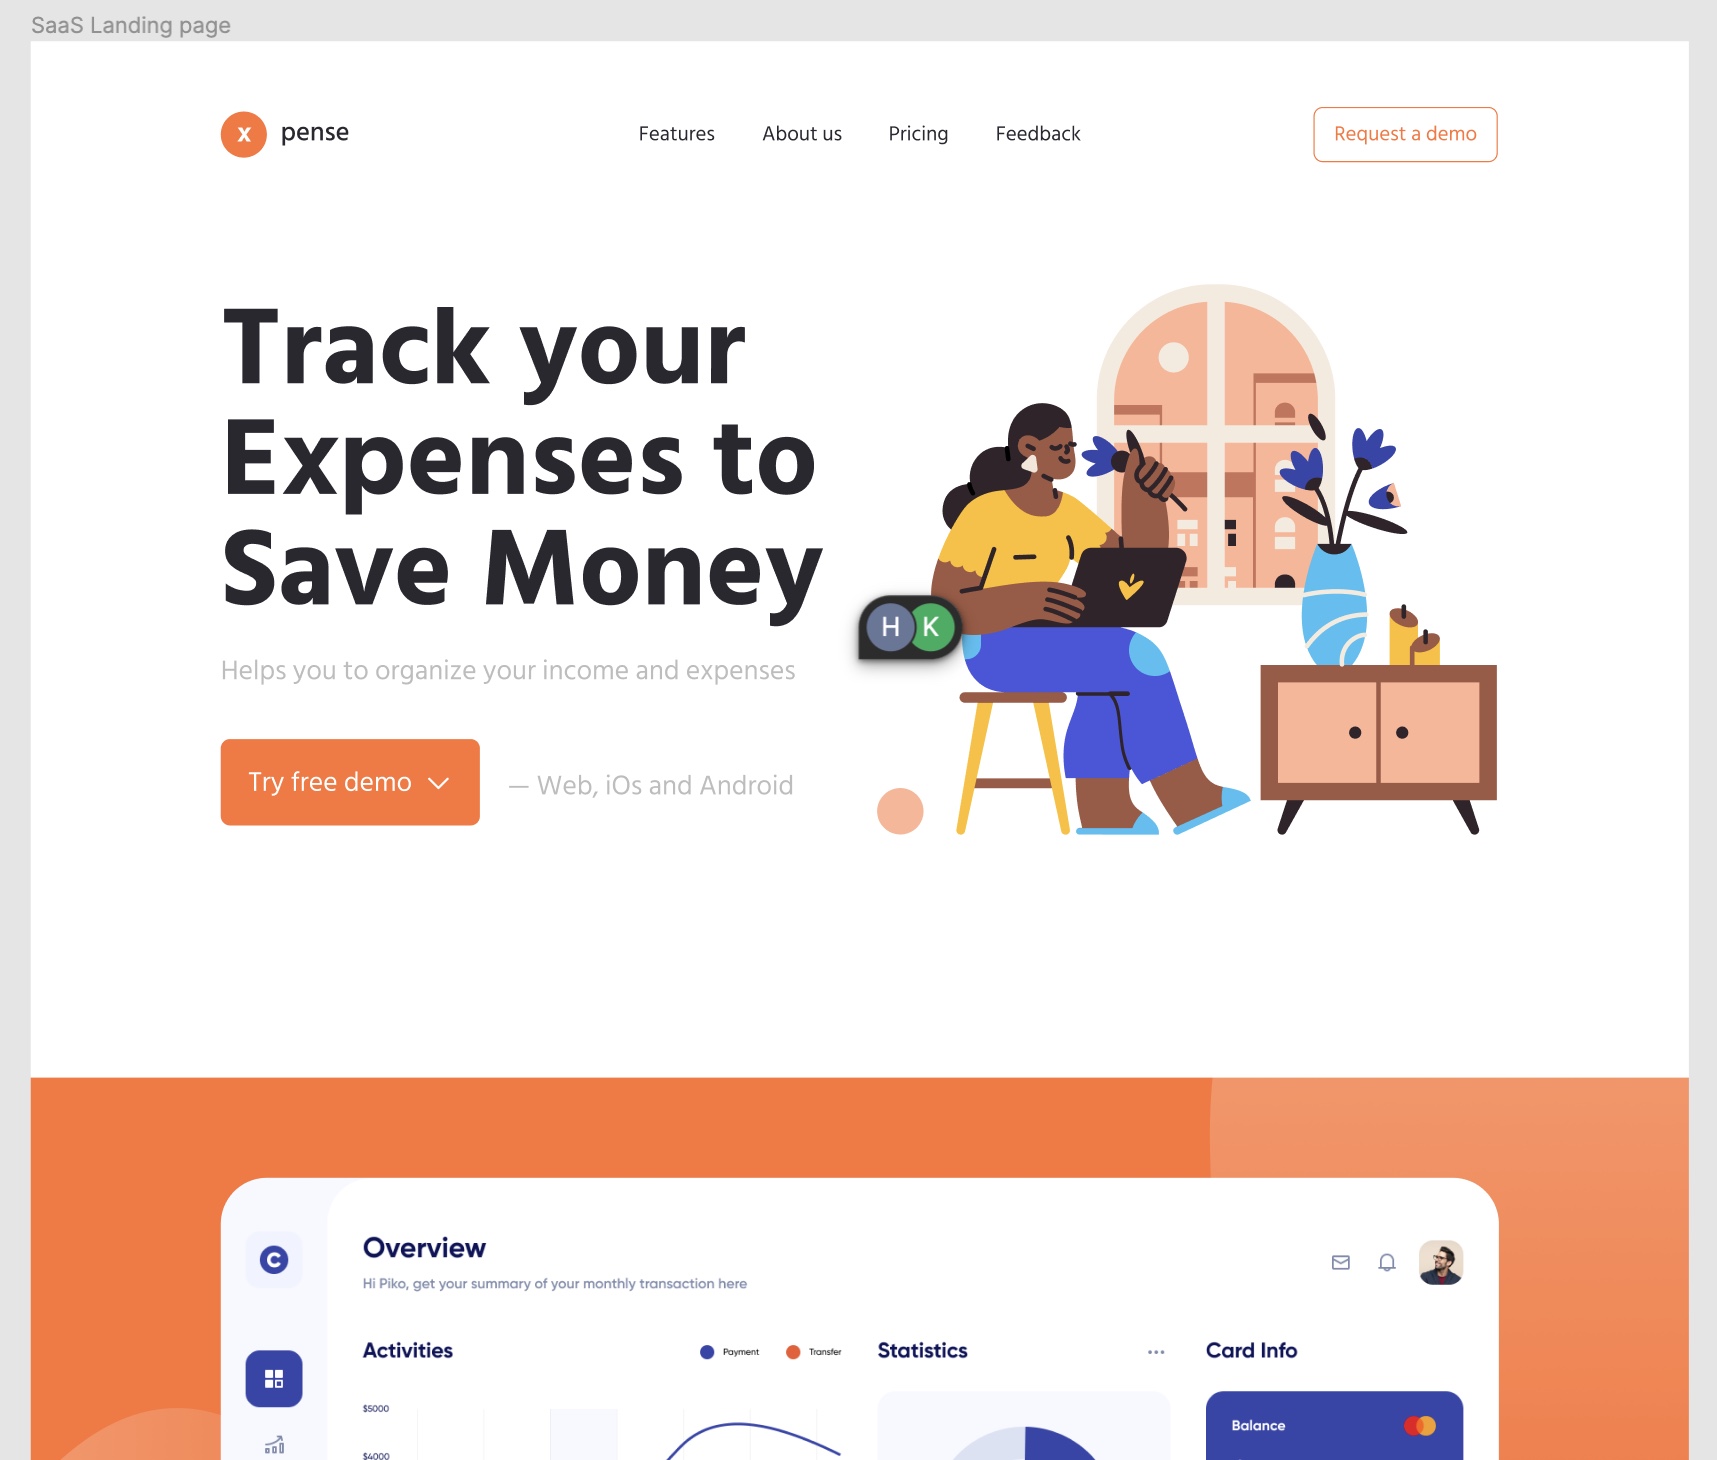 SaaS Landing page
x pense
Features About us Pricing Feedback
Request a demo
Track your
Expenses to
Save Money
H K
Helps you to organize your income and expenses
Try free demo
— Web, iOs and Android
C
Overview
Hi Piko, get your summary of your monthly transaction here
Activities
Payment Transfer
Statistics
Card Info
$5000
Balance
$4000